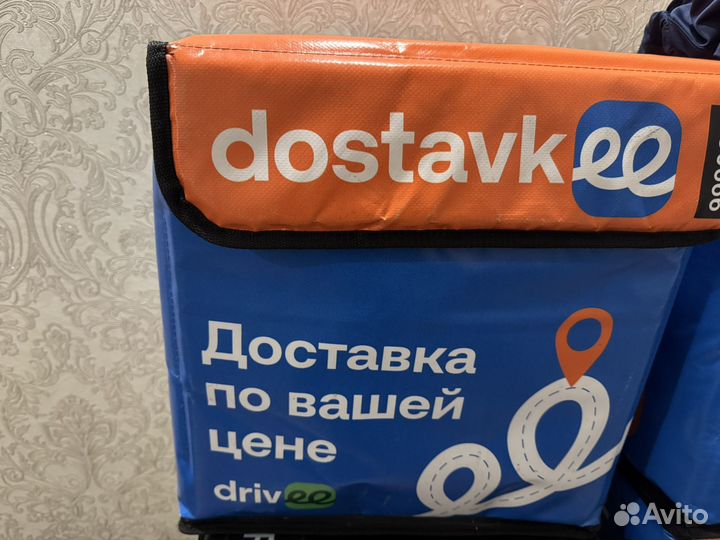 dostavkee
Доставка
по вашей
цене
drivee
Avito